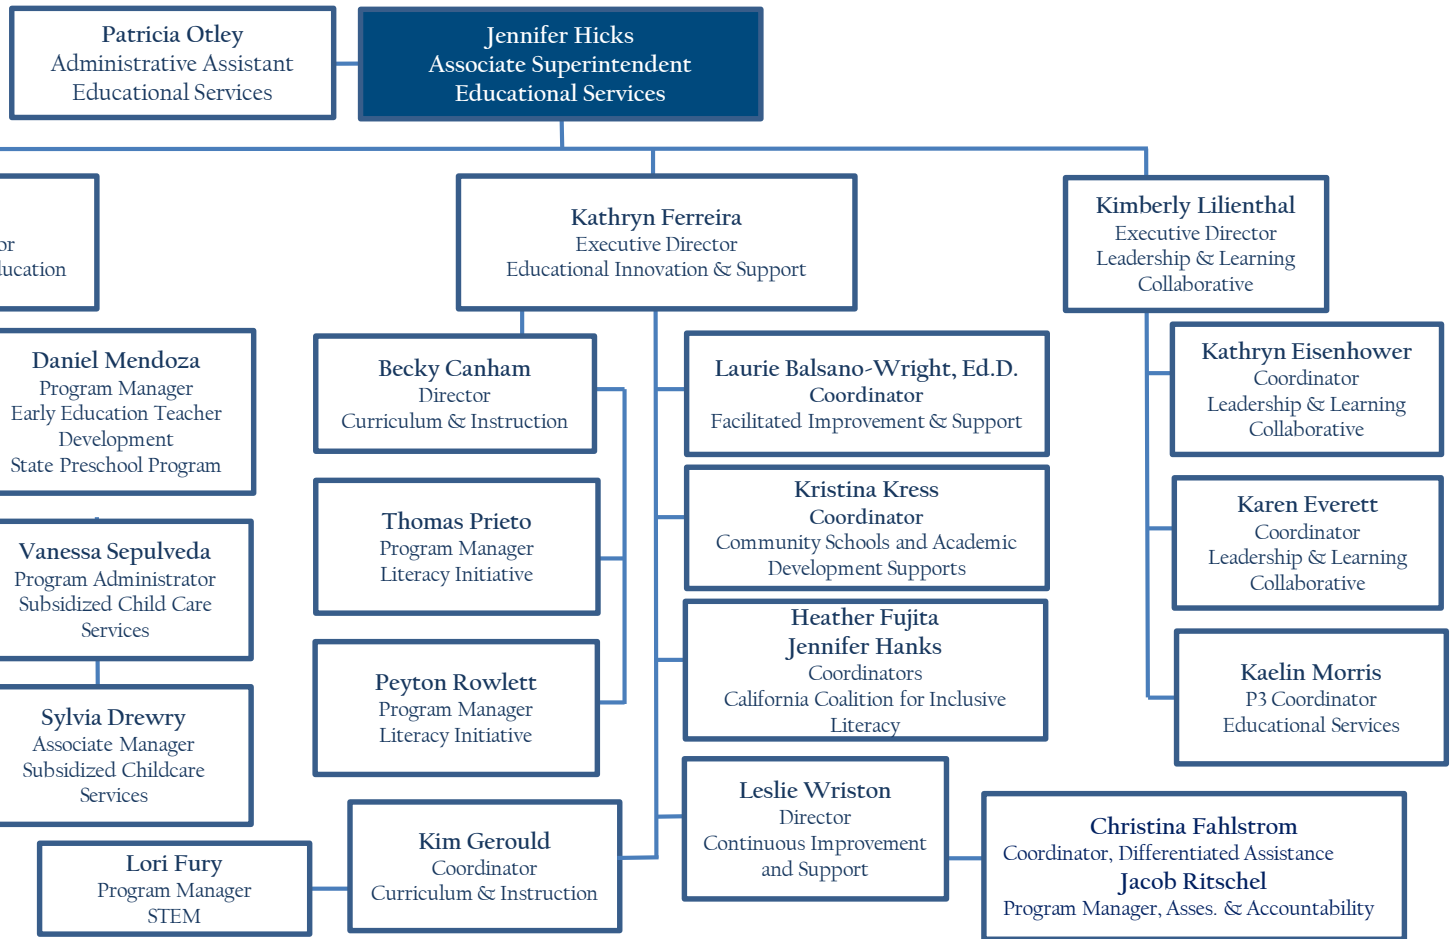 Patricia Otley
Administrative Assistant
Educational Services
Jennifer Hicks
Associate Superintendent
Educational Services
Kathryn Ferreira
Executive Director
Educational Innovation & Support
Kimberly Lilienthal
Executive Director
Leadership & Learning
Collaborative
Daniel Mendoza
Program Manager
Early Education Teacher
Development
State Preschool Program
Vanessa Sepulveda
Program Administrator
Subsidized Child Care
Services
Sylvia Drewry
Associate Manager
Subsidized Childcare
Services
Lori Fury
Program Manager
STEM
Becky Canham
Director
Curriculum & Instruction
Thomas Prieto
Program Manager
Literacy Initiative
Peyton Rowlett
Program Manager
Literacy Initiative
Kim Gerould
Coordinator
Curriculum & Instruction
Laurie Balsano-Wright, Ed.D.
Coordinator
Facilitated Improvement & Support
Kristina Kress
Coordinator
Community Schools and Academic
Development Supports
Heather Fujita
Jennifer Hanks
Coordinators
California Coalition for Inclusive
Literacy
Leslie Wriston
Director
Continuous Improvement
and Support
Christina Fahlstrom
Coordinator, Differentiated Assistance
Jacob Ritschel
Program Manager, Asses. & Accountability
Kathryn Eisenhower
Coordinator
Leadership & Learning
Collaborative
Karen Everett
Coordinator
Leadership & Learning
Collaborative
Kaelin Morris
P3 Coordinator
Educational Services